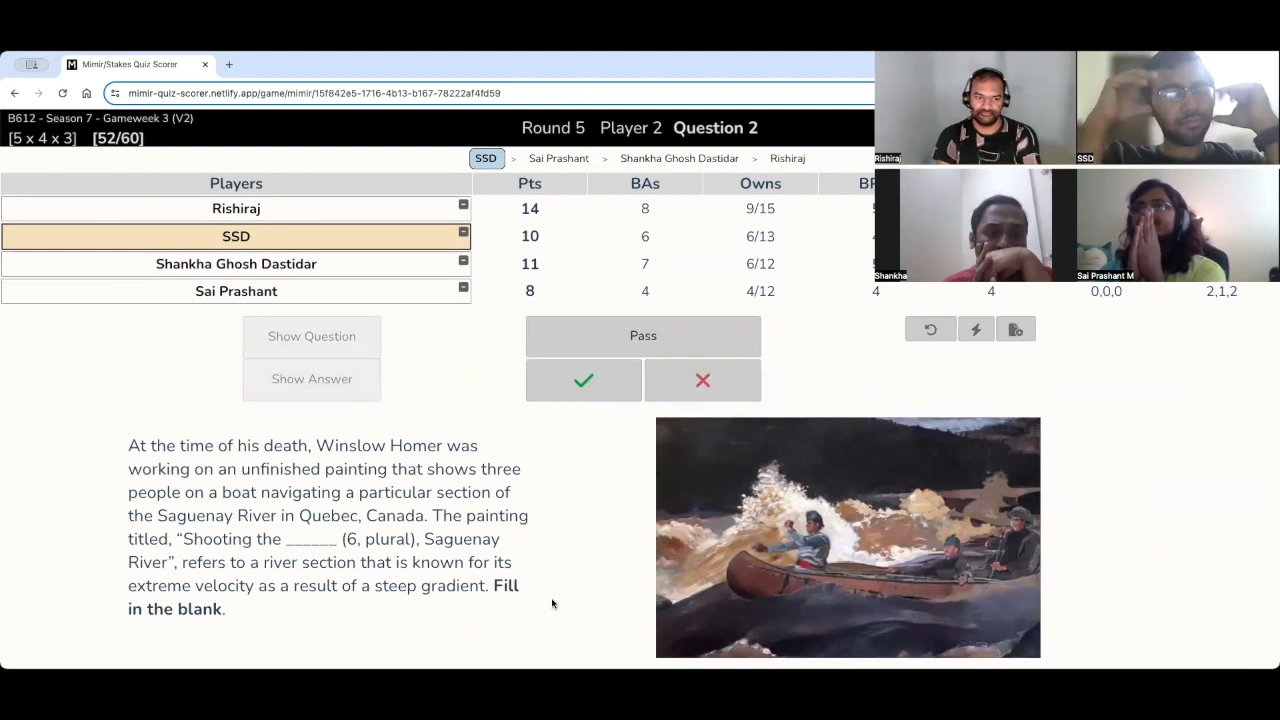 Mimir/Stakes Quiz Scorer
mimir-quiz-scorer.netlify.app/game/mimir/15f842e5-1716-4b13-b167-78222af4fd59
B612 - Season 7 - Gameweek 3 (V2)
[5 x 4 x 3] [52/60]
Round 5 Player 2 Question 2
SSD > Sai Prashant > Shankha Ghosh Dastidar > Rishiraj
Players Pts BAs Owns
Rishiraj 14 8 9/15
SSD 10 6 6/13
Shankha Ghosh Dastidar 11 7 6/12
Sai Prashant 8 4 4/12 4 4 0,0,0 2,1,2
Rishiraj
SSD
Shankha
Sai Prashant M
Show Question
Show Answer
Pass
At the time of his death, Winslow Homer was
working on an unfinished painting that shows three
people on a boat navigating a particular section of
the Saguenay River in Quebec, Canada. The painting
titled, “Shooting the ______ (6, plural), Saguenay
River”, refers to a river section that is known for its
extreme velocity as a result of a steep gradient. Fill
in the blank.